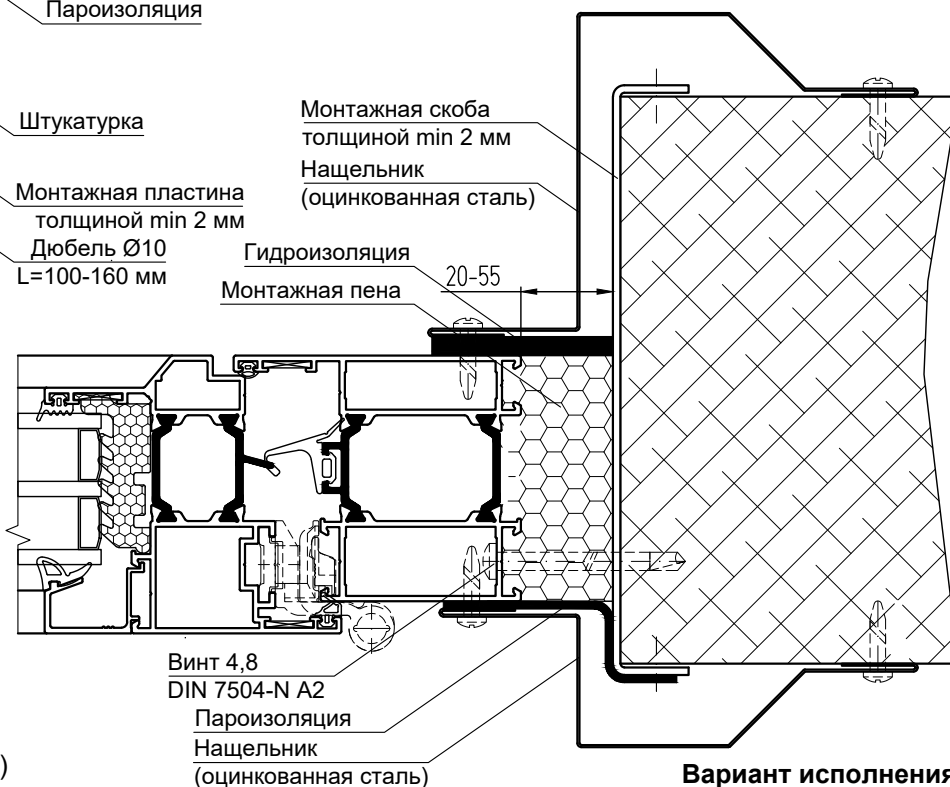 Пароизоляция
Штукатурка
Монтажная пластина
толщиной min 2 мм
Дюбель Ø10
L=100-160 мм
Монтажная скоба
толщиной min 2 мм
Нащельник
(оцинкованная сталь)
Гидроизоляция
20-55
Монтажная пена
Винт 4,8
DIN 7504-N A2
Пароизоляция
Нащельник
(оцинкованная сталь)
)
Вариант исполнения